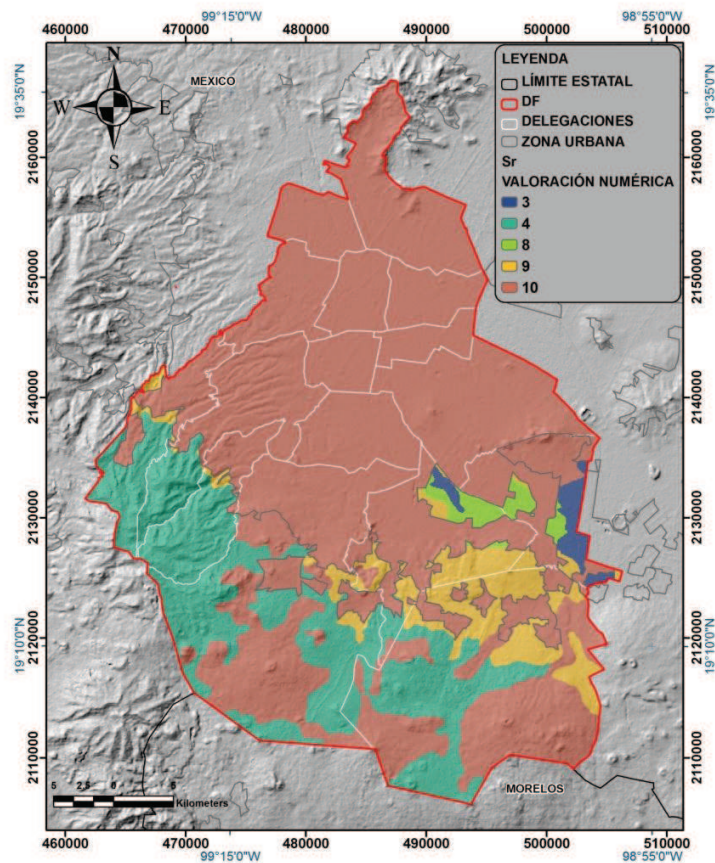 460000 470000 480000 490000 500000 510000
99°15'0"W 98°55'0"W
N
W E
S
MEXICO
LEYENDA
LÍMITE ESTATAL
DF
DELEGACIONES
ZONA URBANA
Sr
VALORACIÓN NUMÉRICA
3
4
8
9
10
19°35'0"N
19°35'0"N
2160000
2160000
2150000
2150000
2140000
2140000
2130000
2130000
2120000
2120000
19°10'0"N
19°10'0"N
2110000
2110000
MORELOS
5 2.5 0 5
Kilometers
460000 470000 480000 490000 500000 510000
99°15'0"W 98°55'0"W